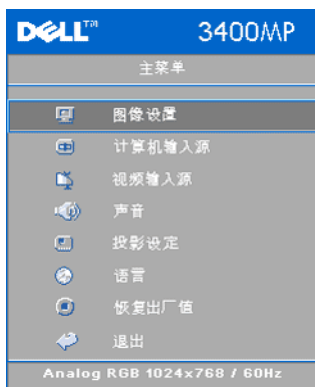 DELL™ 3400MP
主菜单
图像设置
计算机输入源
视频输入源
声音
投影设定
语言
恢复出厂值
退出
Analog RGB 1024x768 / 60Hz